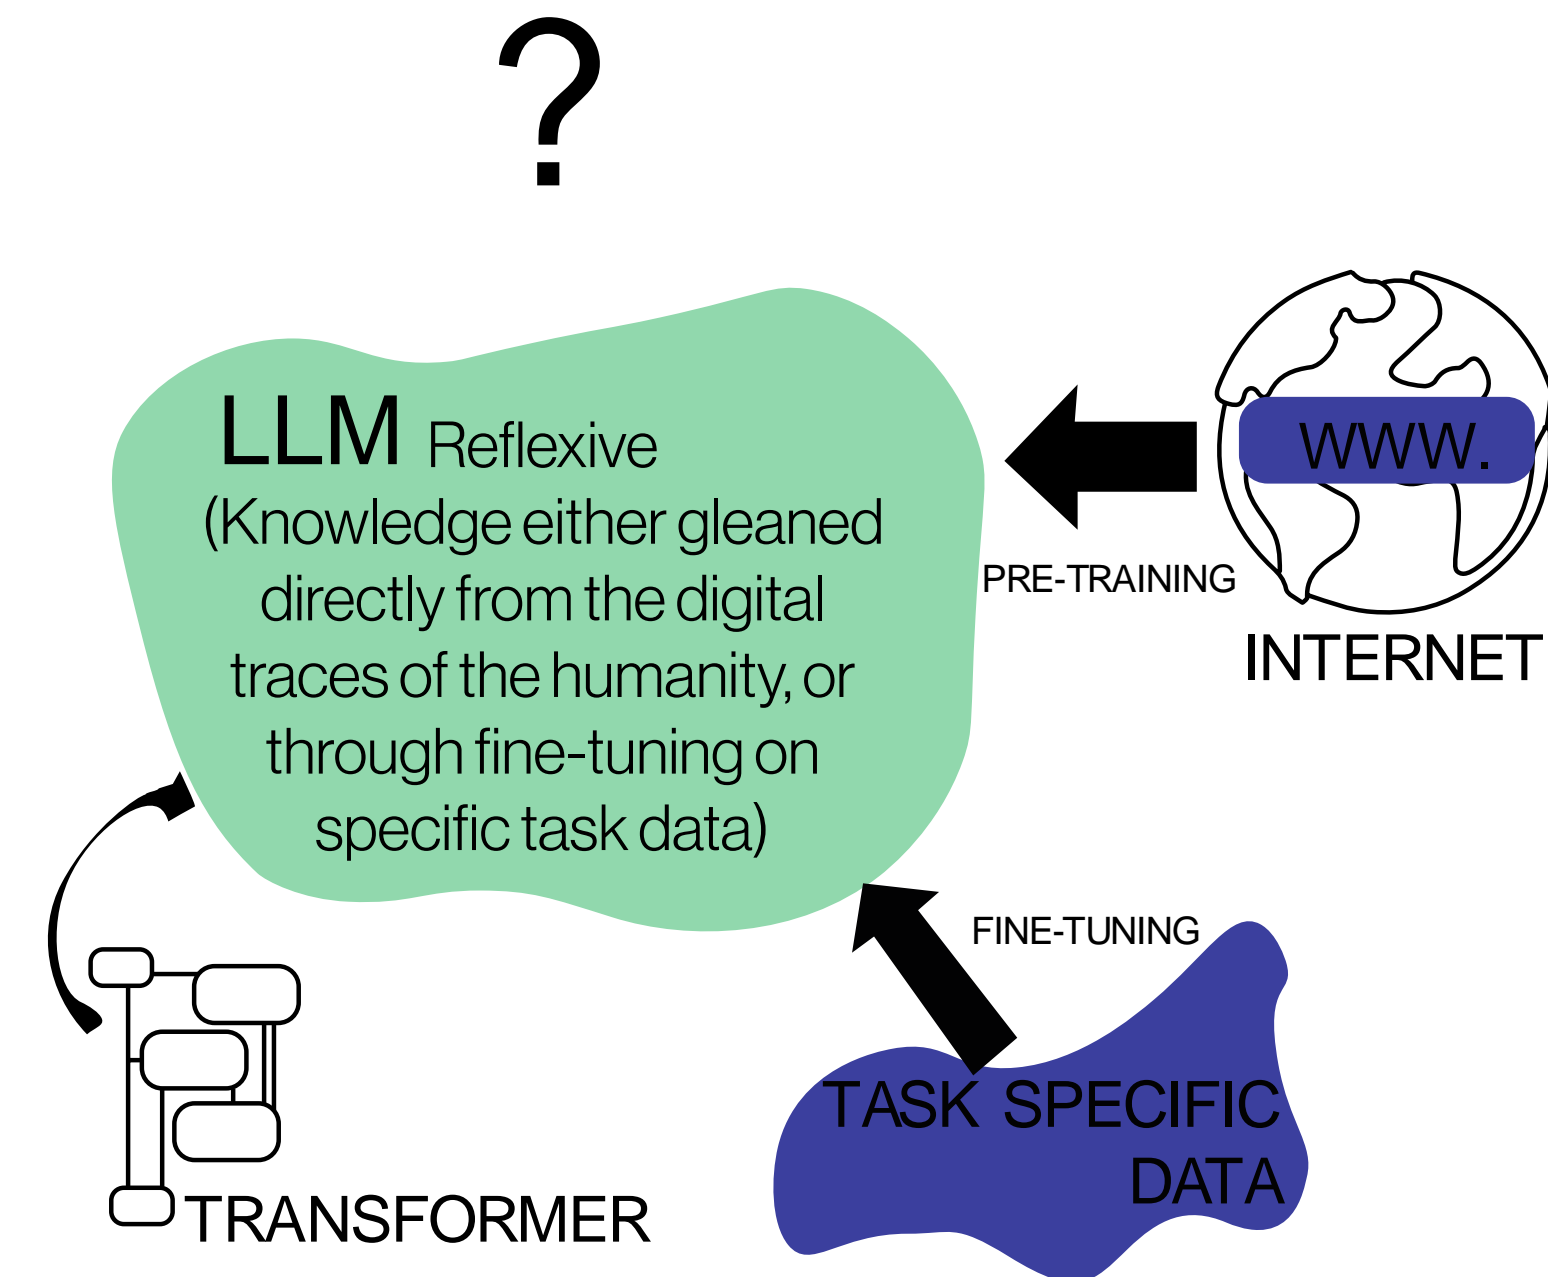 ?
LLM Reflexive
(Knowledge either gleaned
directly from the digital
traces of the humanity, or
through fine-tuning on
specific task data)
WWW.
PRE-TRAINING
INTERNET
FINE-TUNING
TASK SPECIFIC
DATA
TRANSFORMER